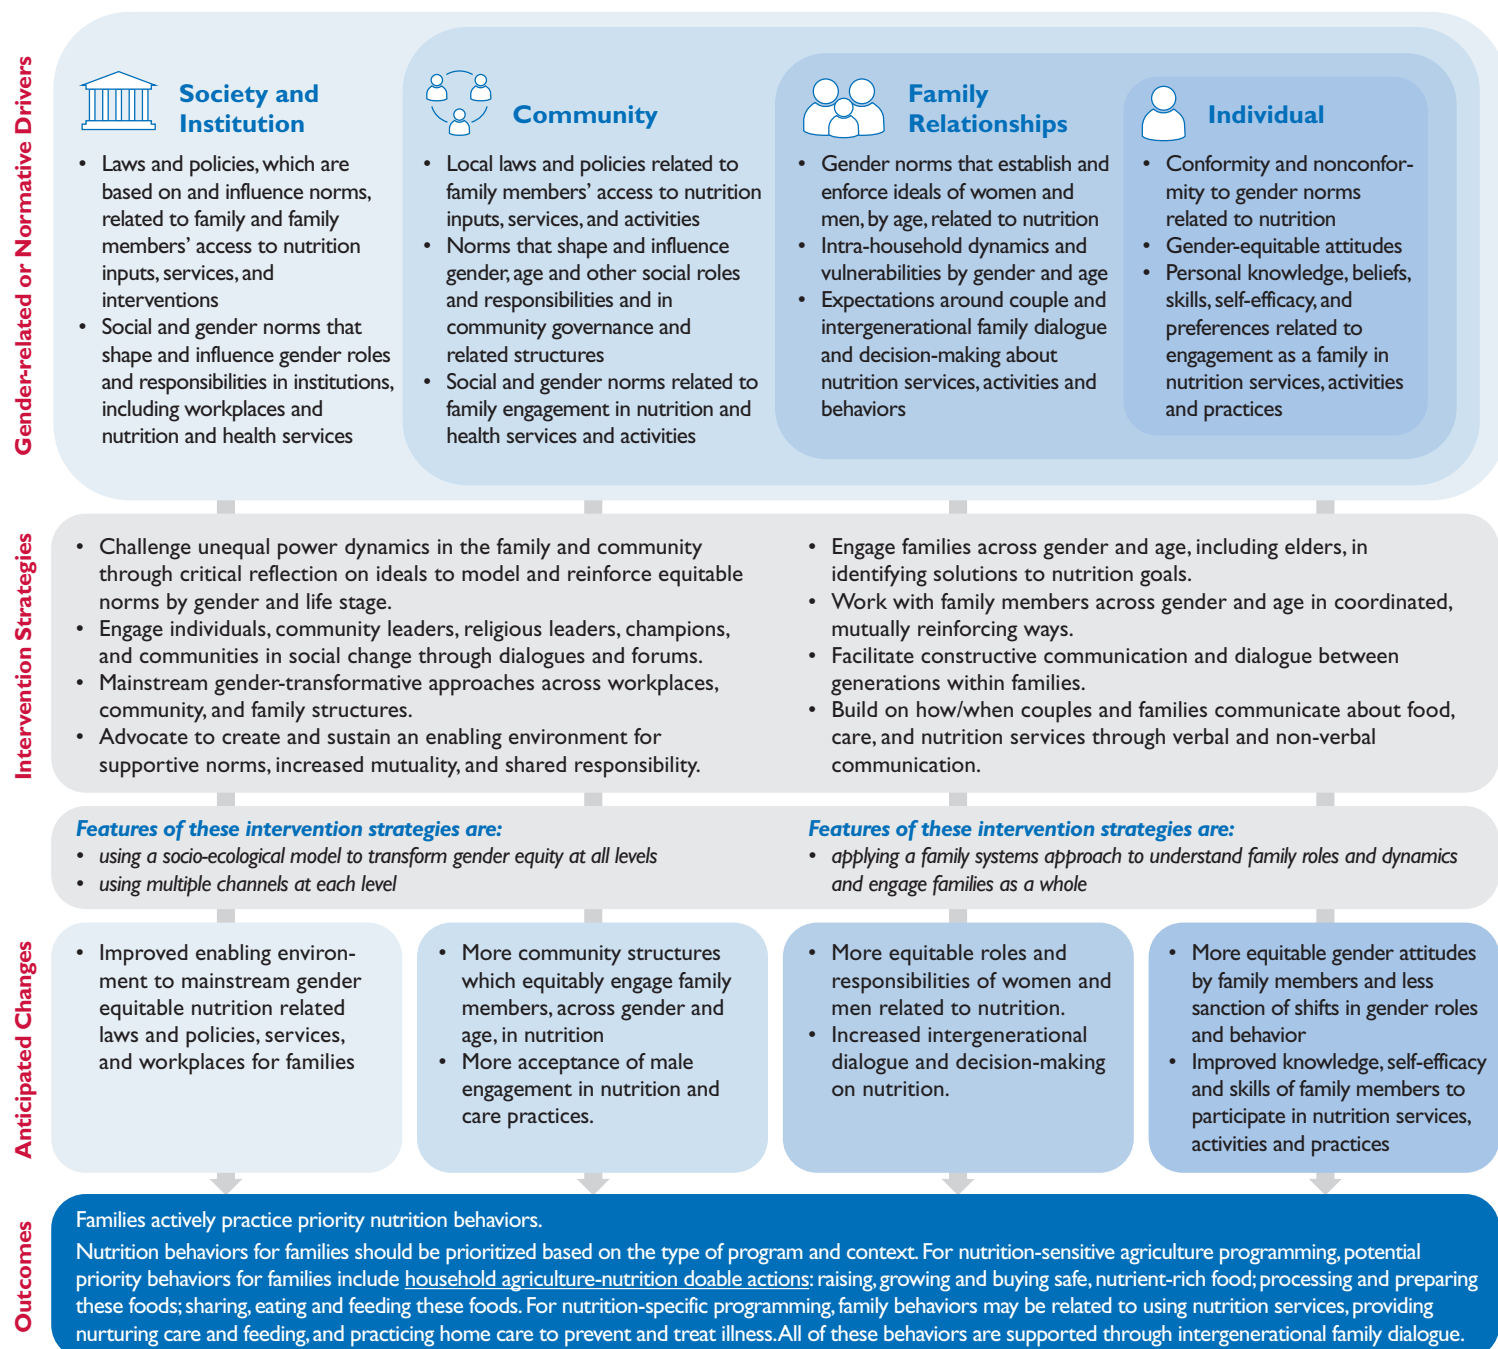 Gender-related or Normative Drivers
Society and
Institution
• Laws and policies, which are
based on and influence norms,
related to family and family
members' access to nutrition
inputs, services, and
interventions
• Social and gender norms that
shape and influence gender roles
and responsibilities in institutions,
including workplaces and
nutrition and health services
Community
• Local laws and policies related to
family members' access to nutrition
inputs, services, and activities
• Norms that shape and influence
gender, age and other social roles
and responsibilities and in
community governance and
related structures
• Social and gender norms related to
family engagement in nutrition and
health services and activities
Family
Relationships
• Gender norms that establish and
enforce ideals of women and
men, by age, related to nutrition
• Intra-household dynamics and
vulnerabilities by gender and age
• Expectations around couple and
intergenerational family dialogue
and decision-making about
nutrition services, activities and
behaviors
Individual
• Conformity and nonconfor-
mity to gender norms
related to nutrition
• Gender-equitable attitudes
• Personal knowledge, beliefs,
skills, self-efficacy, and
preferences related to
engagement as a family in
nutrition services, activities
and practices
Intervention Strategies
• Challenge unequal power dynamics in the family and community
through critical reflection on ideals to model and reinforce equitable
norms by gender and life stage.
• Engage individuals, community leaders, religious leaders, champions,
and communities in social change through dialogues and forums.
• Mainstream gender-transformative approaches across workplaces,
community, and family structures.
• Advocate to create and sustain an enabling environment for
supportive norms, increased mutuality, and shared responsibility.
• Engage families across gender and age, including elders, in
identifying solutions to nutrition goals.
• Work with family members across gender and age in coordinated,
mutually reinforcing ways.
• Facilitate constructive communication and dialogue between
generations within families.
• Build on how/when couples and families communicate about food,
care, and nutrition services through verbal and non-verbal
communication.
Features of these intervention strategies are:
• using a socio-ecological model to transform gender equity at all levels
• using multiple channels at each level
Features of these intervention strategies are:
• applying a family systems approach to understand family roles and dynamics
and engage families as a whole
Anticipated Changes
• Improved enabling environ-
ment to mainstream gender
equitable nutrition related
laws and policies, services,
and workplaces for families
• More community structures
which equitably engage family
members, across gender and
age, in nutrition
• More acceptance of male
engagement in nutrition and
care practices.
• More equitable roles and
responsibilities of women and
men related to nutrition.
• Increased intergenerational
dialogue and decision-making
on nutrition.
• More equitable gender attitudes
by family members and less
sanction of shifts in gender roles
and behavior
• Improved knowledge, self-efficacy
and skills of family members to
participate in nutrition services,
activities and practices
Outcomes
Families actively practice priority nutrition behaviors.
Nutrition behaviors for families should be prioritized based on the type of program and context. For nutrition-sensitive agriculture programming, potential
priority behaviors for families include household agriculture-nutrition doable actions: raising, growing and buying safe, nutrient-rich food; processing and preparing
these foods; sharing, eating and feeding these foods. For nutrition-specific programming, family behaviors may be related to using nutrition services, providing
nurturing care and feeding, and practicing home care to prevent and treat illness. All of these behaviors are supported through intergenerational family dialogue.